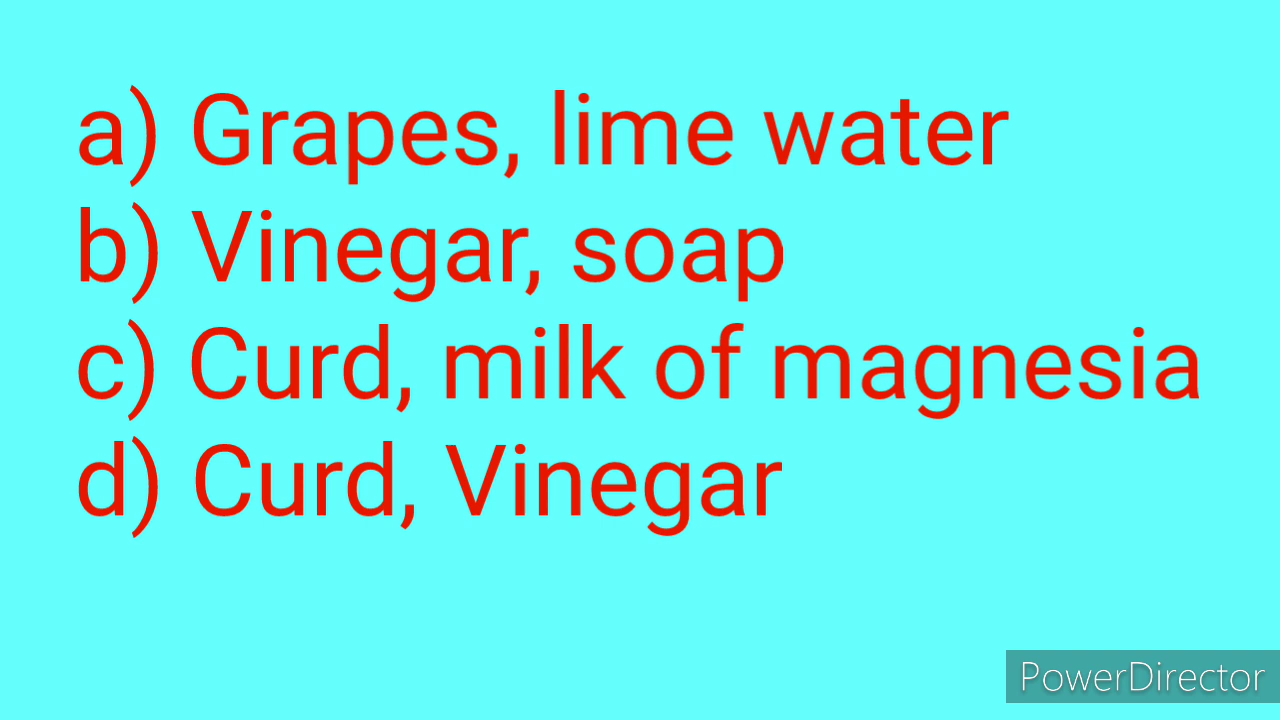 a) Grapes, lime water
b) Vinegar, soap
c) Curd, milk of magnesia
d) Curd, Vinegar
PowerDirector